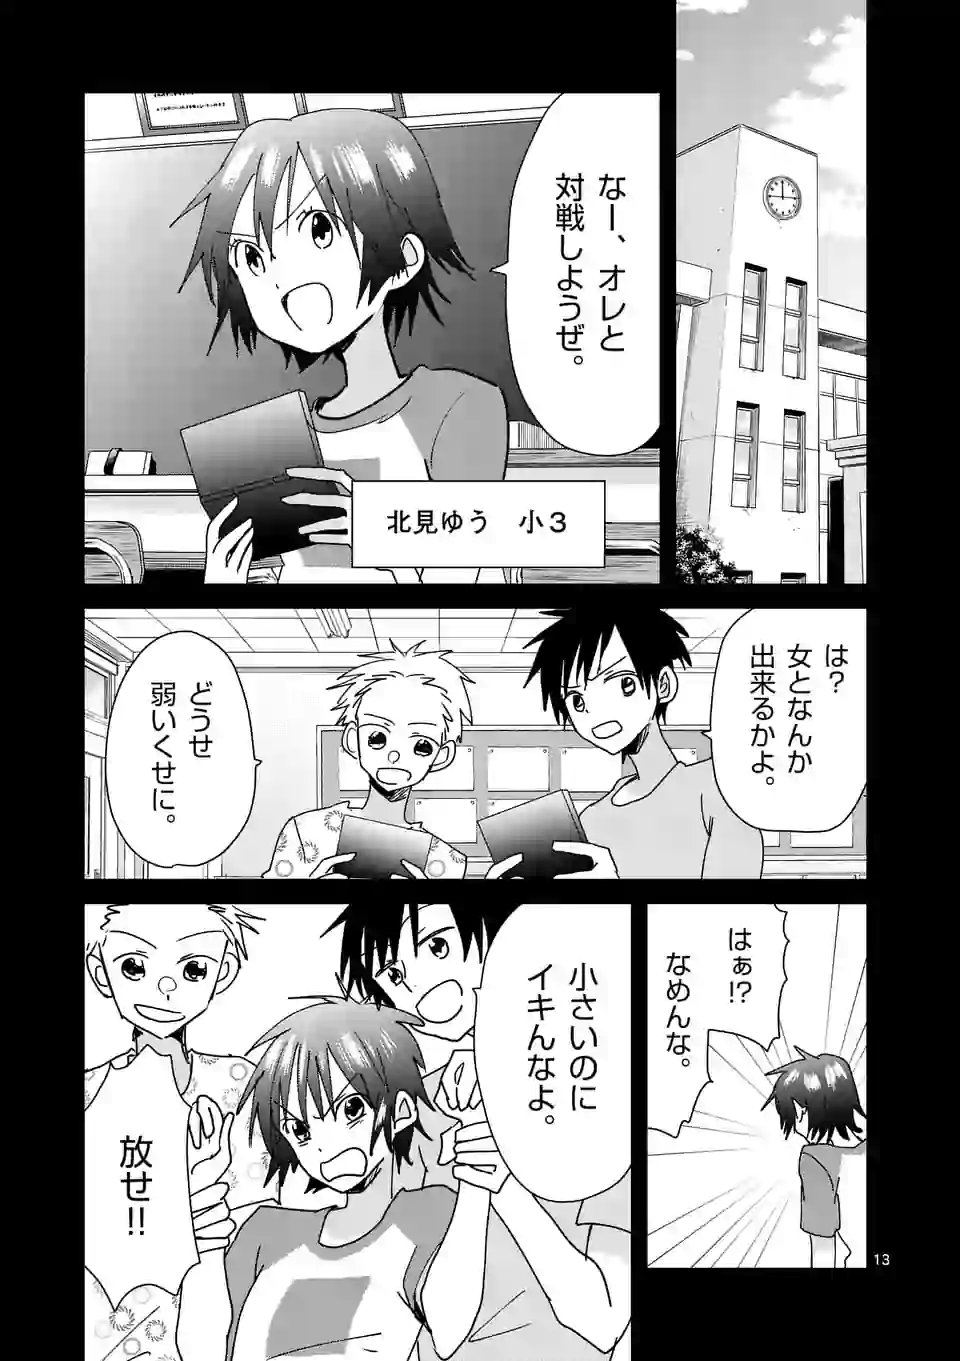 なー、オレと
対戦しようぜ。
北見ゆう　小３
は？
女となんか
出来るかよ。
どうせ
弱いくせに。
はぁ!?
なめんな。
小さいのに
イキんなよ。
放せ!!
13